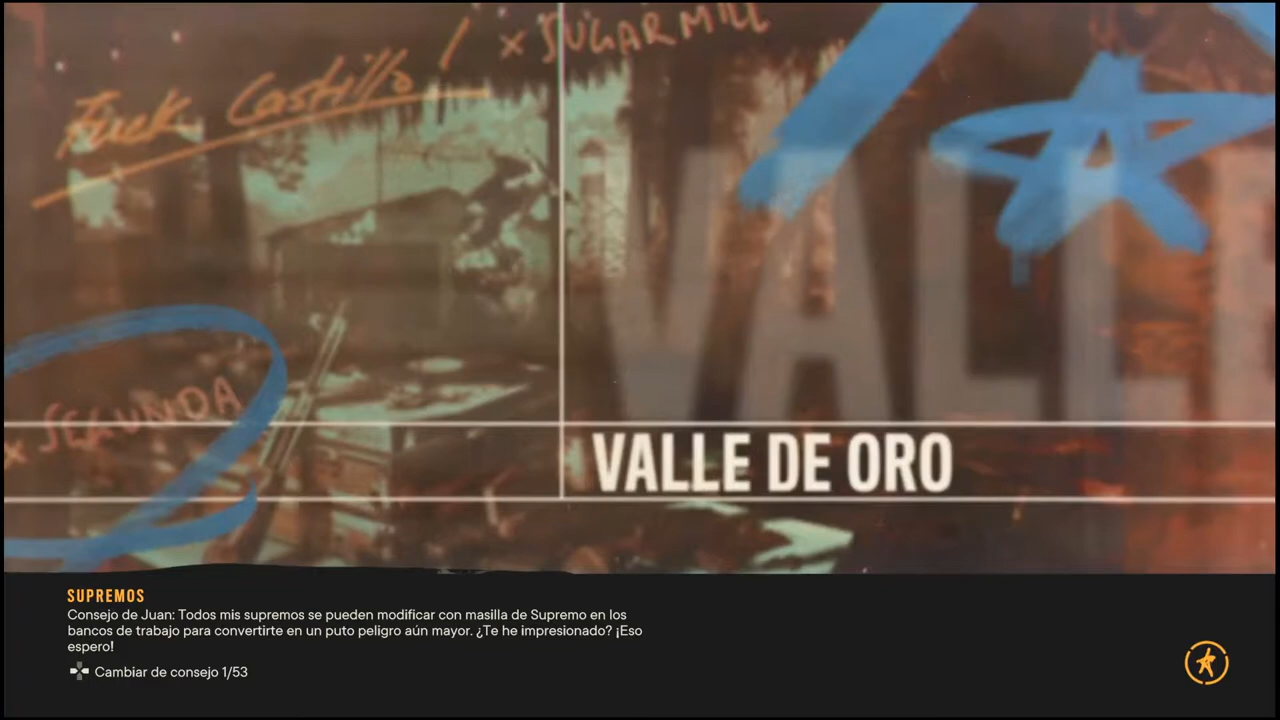 x SUGARMILL
Fuck Castillo!
VALLE
x SEGUNDA
VALLE DE ORO
SUPREMOS
Consejo de Juan: Todos mis supremos se pueden modificar con masilla de Supremo en los
bancos de trabajo para convertirte en un puto peligro aún mayor. ¿Te he impresionado? ¡Eso
espero!
Cambiar de consejo 1/53